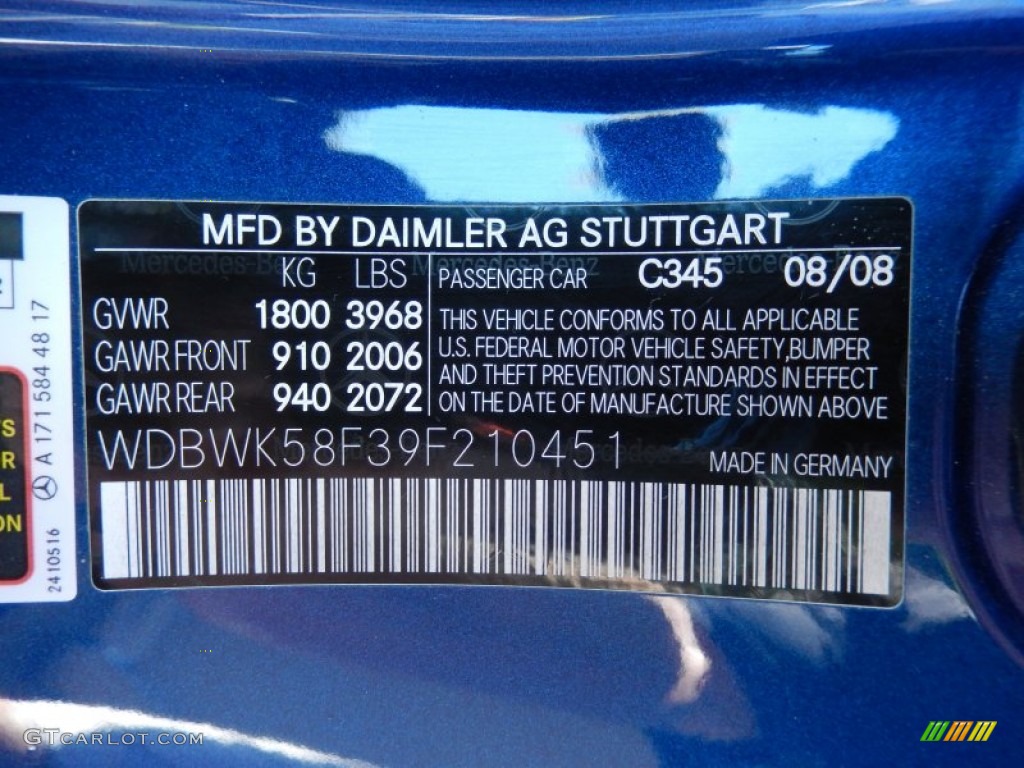 MFD BY DAIMLER AG STUTTGART
KG LBS
GVWR 1800 3968
GAWR FRONT 910 2006
GAWR REAR 940 2072
PASSENGER CAR C345 08/08
THIS VEHICLE CONFORMS TO ALL APPLICABLE
U.S. FEDERAL MOTOR VEHICLE SAFETY,BUMPER
AND THEFT PREVENTION STANDARDS IN EFFECT
ON THE DATE OF MANUFACTURE SHOWN ABOVE
WDBWK58F39F210451
MADE IN GERMANY
A 171 584 48 17
2410516
GTCARLOT.COM